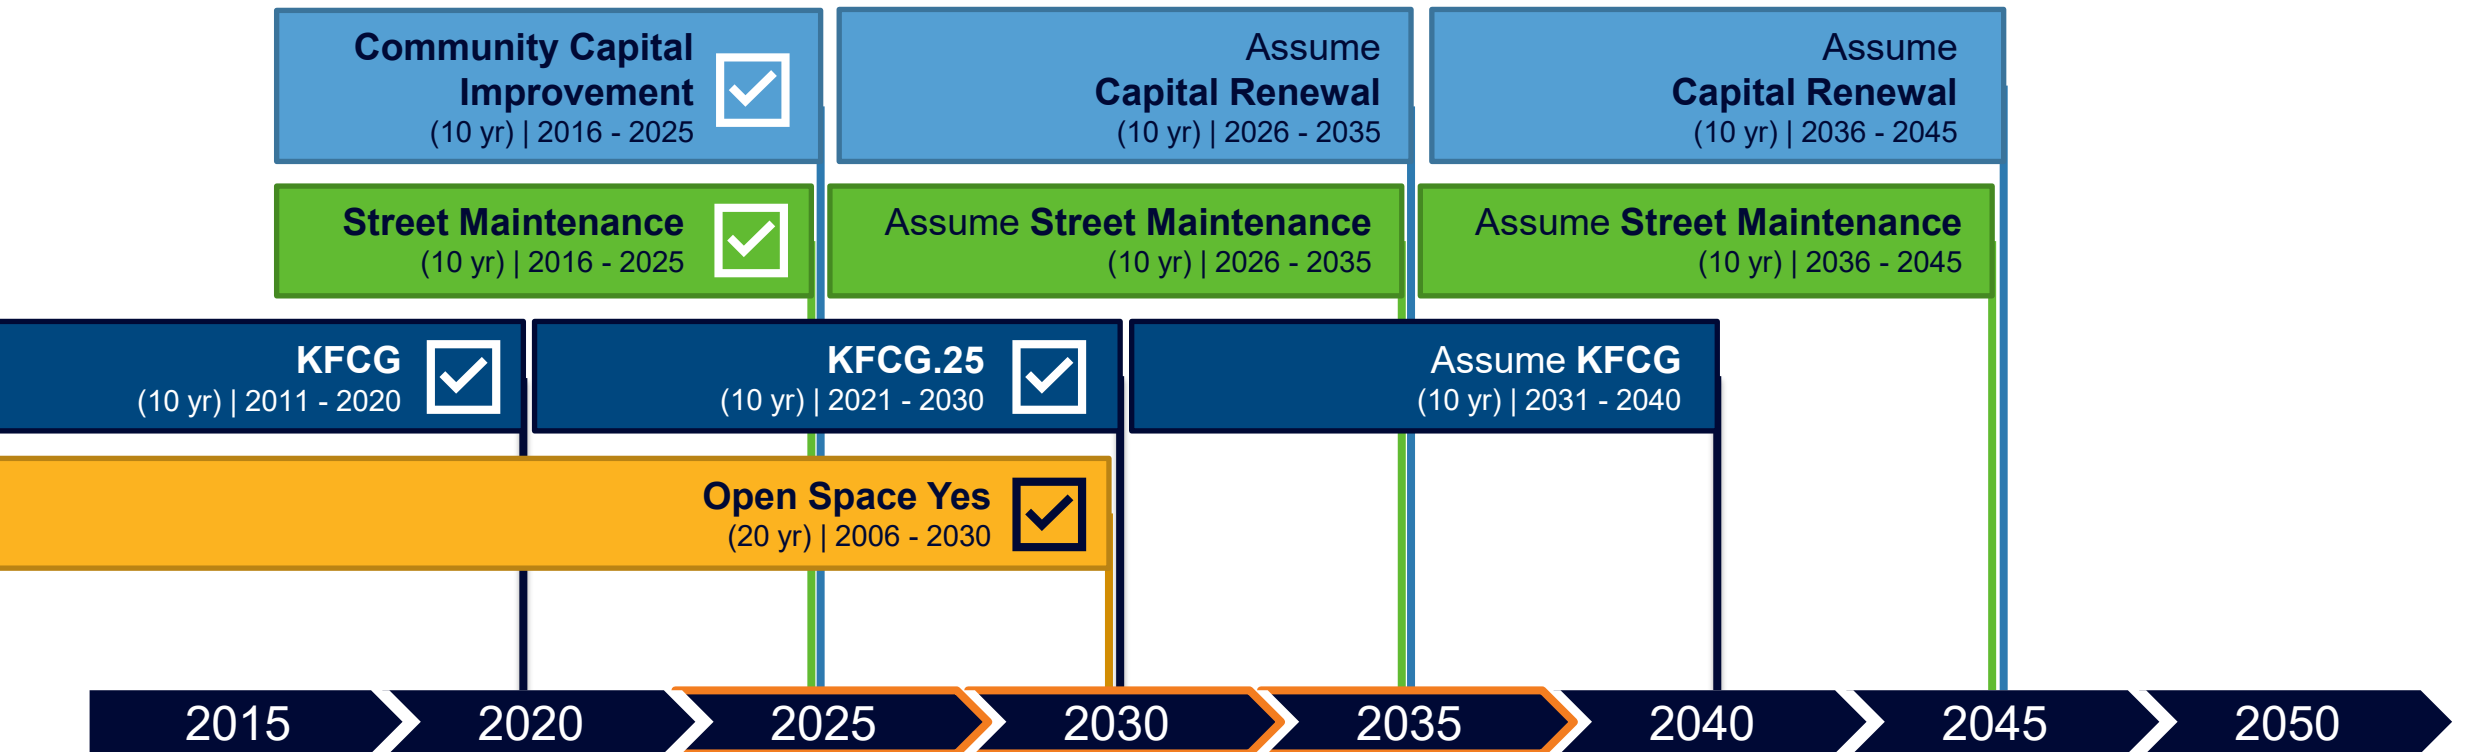 Community Capital
Improvement
(10 yr) | 2016 - 2025
Assume
Capital Renewal
(10 yr) | 2026 - 2035
Assume
Capital Renewal
(10 yr) | 2036 - 2045
Street Maintenance
(10 yr) | 2016 - 2025
Assume Street Maintenance
(10 yr) | 2026 - 2035
Assume Street Maintenance
(10 yr) | 2036 - 2045
KFCG
(10 yr) | 2011 - 2020
KFCG.25
(10 yr) | 2021 - 2030
Assume KFCG
(10 yr) | 2031 - 2040
Open Space Yes
(20 yr) | 2006 - 2030
2015 2020 2025 2030 2035 2040 2045 2050